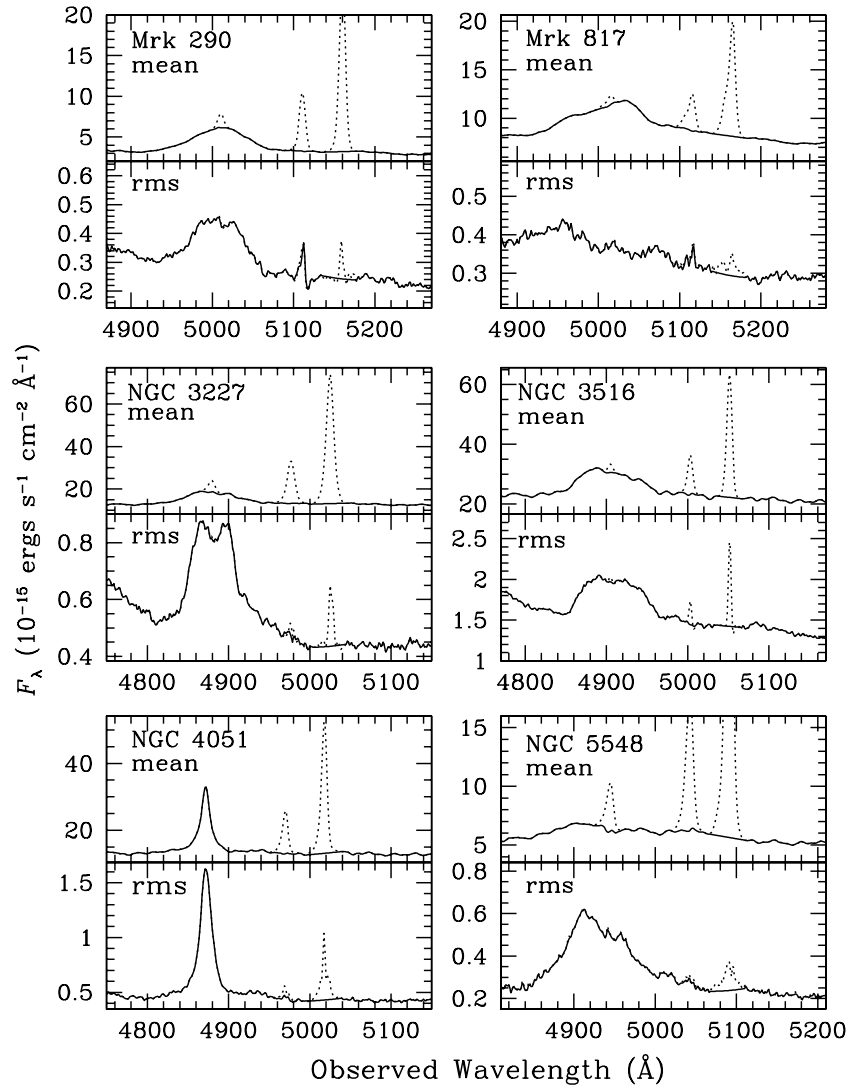 Mrk 290
mean
20
15
10
5
rms
0.6
0.5
0.4
0.3
0.2
4900 5000 5100 5200
Mrk 817
mean
20
15
10
rms
0.5
0.4
0.3
4900 5000 5100 5200
NGC 3227
mean
60
40
20
rms
0.8
0.6
0.4
4800 4900 5000 5100
NGC 3516
mean
60
40
20
rms
2.5
2
1.5
1
4800 4900 5000 5100
NGC 4051
mean
40
20
rms
1.5
1
0.5
4800 4900 5000 5100
NGC 5548
mean
15
10
5
rms
0.8
0.6
0.4
0.2
4900 5000 5100 5200
Fλ (10⁻¹⁵ ergs s⁻¹ cm⁻² Å⁻¹)
Observed Wavelength (Å)